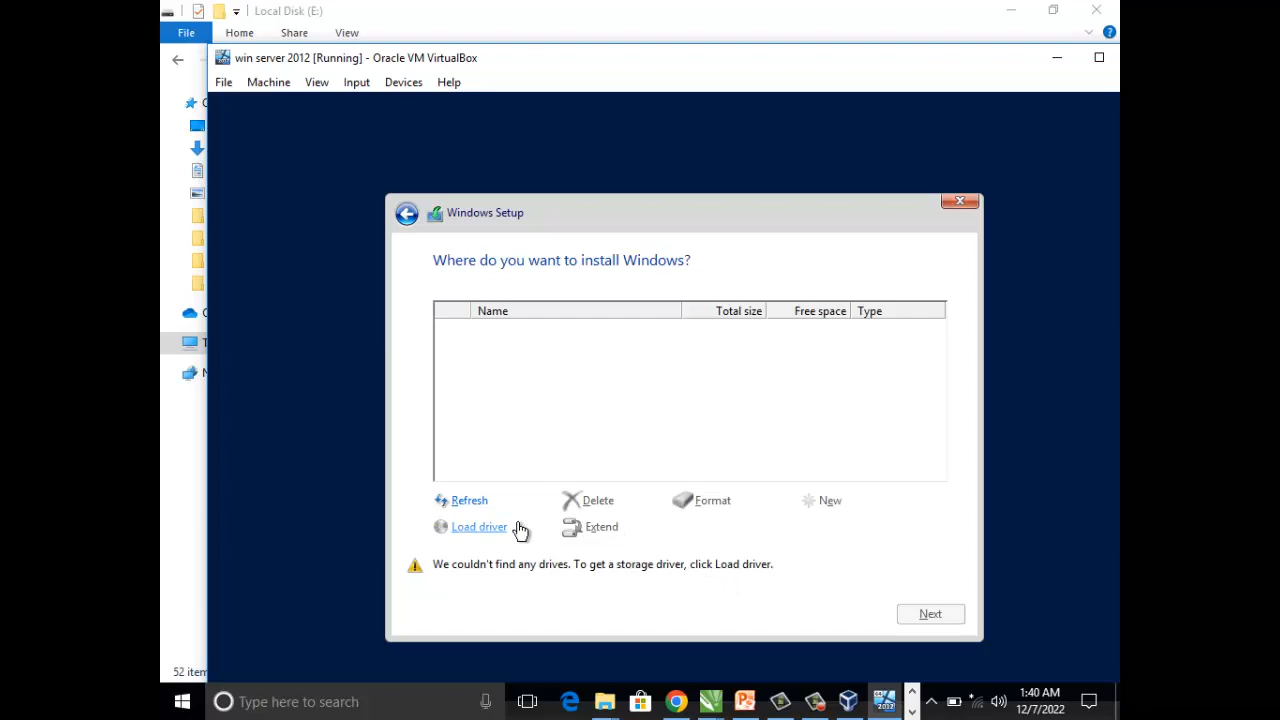 Local Disk (E:)
File Home Share View
win server 2012 [Running] - Oracle VM VirtualBox
File Machine View Input Devices Help
Windows Setup
Where do you want to install Windows?
Name Total size Free space Type
Refresh Delete Format New
Load driver Extend
We couldn't find any drives. To get a storage driver, click Load driver.
Next
52 item
Type here to search
1:40 AM
12/7/2022